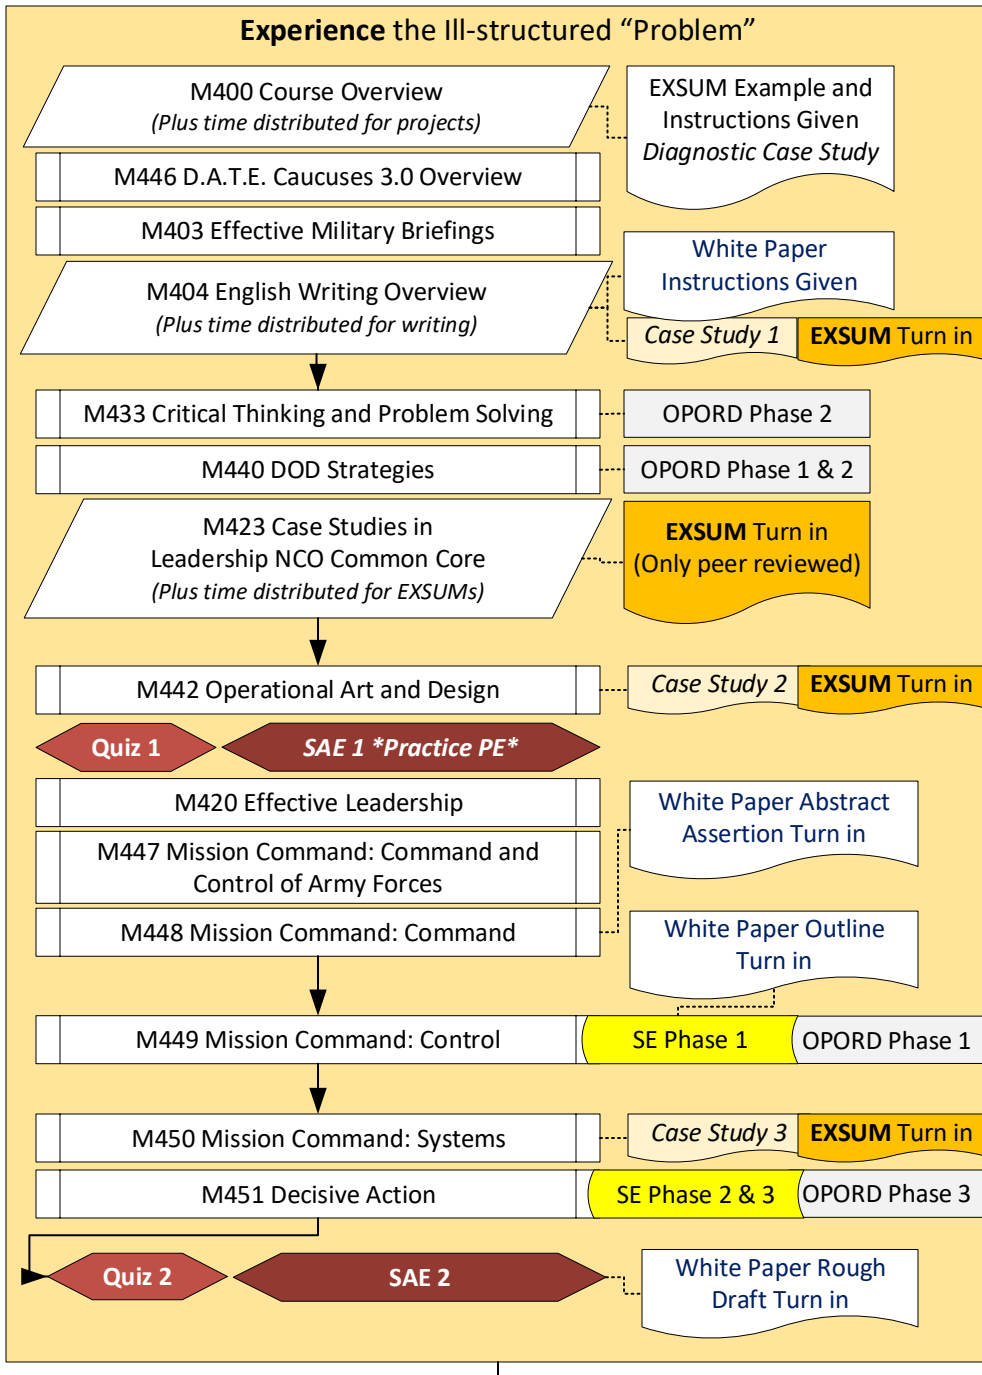 Experience the Ill-structured “Problem”
M400 Course Overview
(Plus time distributed for projects)
EXSUM Example and
Instructions Given
Diagnostic Case Study
M446 D.A.T.E. Caucuses 3.0 Overview
M403 Effective Military Briefings
White Paper
Instructions Given
M404 English Writing Overview
(Plus time distributed for writing)
Case Study 1
EXSUM Turn in
M433 Critical Thinking and Problem Solving
OPORD Phase 2
M440 DOD Strategies
OPORD Phase 1 & 2
M423 Case Studies in
Leadership NCO Common Core
(Plus time distributed for EXSUMs)
EXSUM Turn in
(Only peer reviewed)
M442 Operational Art and Design
Case Study 2
EXSUM Turn in
Quiz 1
SAE 1 *Practice PE*
M420 Effective Leadership
White Paper Abstract
Assertion Turn in
M447 Mission Command: Command and
Control of Army Forces
M448 Mission Command: Command
White Paper Outline
Turn in
M449 Mission Command: Control
SE Phase 1
OPORD Phase 1
M450 Mission Command: Systems
Case Study 3
EXSUM Turn in
M451 Decisive Action
SE Phase 2 & 3
OPORD Phase 3
Quiz 2
SAE 2
White Paper Rough
Draft Turn in